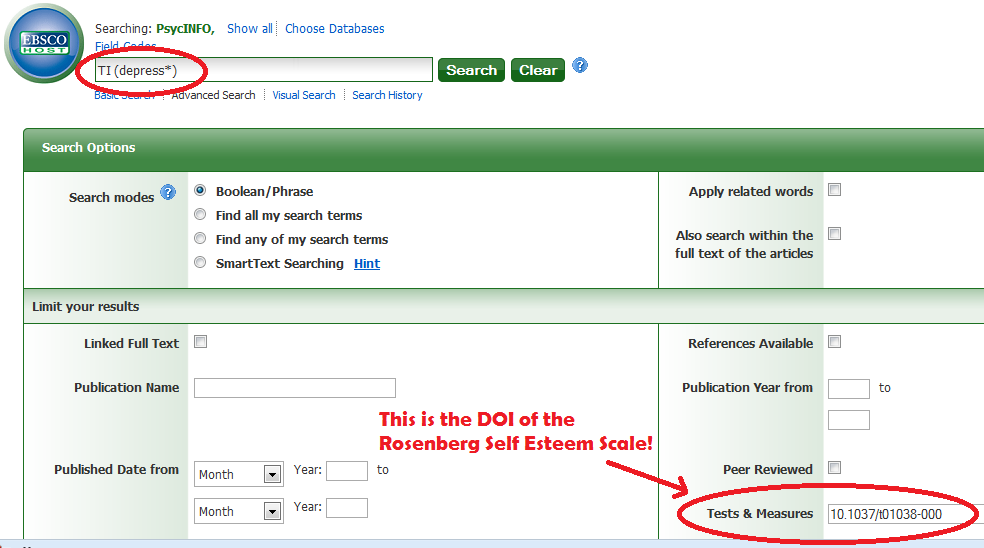 EBSCO
HOST
Searching: PsycINFO, Show all Choose Databases
Field Codes
TI (depress*)
Search Clear ?
Basic Search Advanced Search Visual Search Search History
Search Options
Search modes ?
Boolean/Phrase
Find all my search terms
Find any of my search terms
SmartText Searching Hint
Apply related words
Also search within the
full text of the articles
Limit your results
Linked Full Text
References Available
Publication Name
Publication Year from to
This is the DOI of the
Rosenberg Self Esteem Scale!
Published Date from Month Year: to
Month Year:
Peer Reviewed
Tests & Measures 10.1037/t01038-000